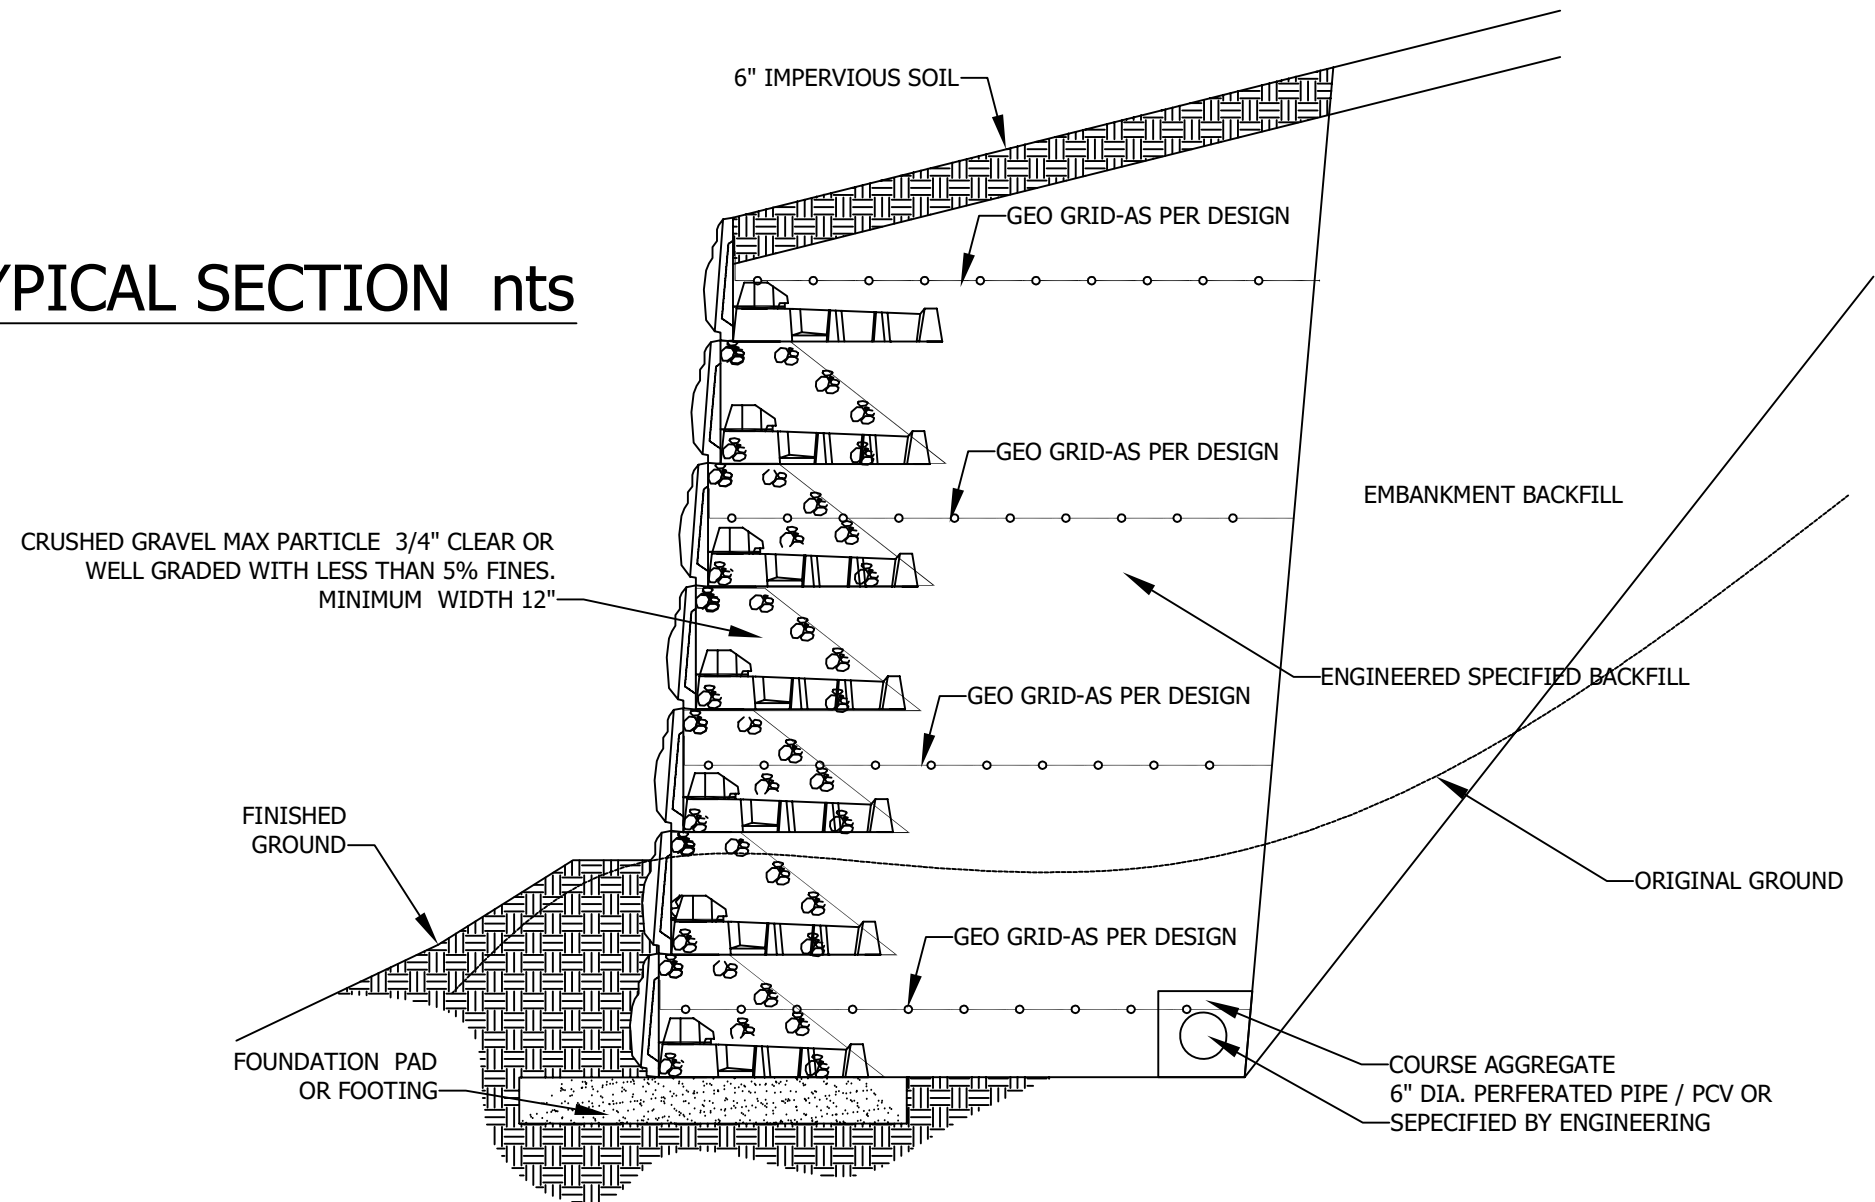 6" IMPERVIOUS SOIL
GEO GRID-AS PER DESIGN
YPICAL SECTION nts
GEO GRID-AS PER DESIGN
EMBANKMENT BACKFILL
CRUSHED GRAVEL MAX PARTICLE 3/4" CLEAR OR
WELL GRADED WITH LESS THAN 5% FINES.
MINIMUM WIDTH 12"
ENGINEERED SPECIFIED BACKFILL
GEO GRID-AS PER DESIGN
FINISHED
GROUND
ORIGINAL GROUND
GEO GRID-AS PER DESIGN
FOUNDATION PAD
OR FOOTING
COURSE AGGREGATE
6" DIA. PERFERATED PIPE / PCV OR
SEPECIFIED BY ENGINEERING